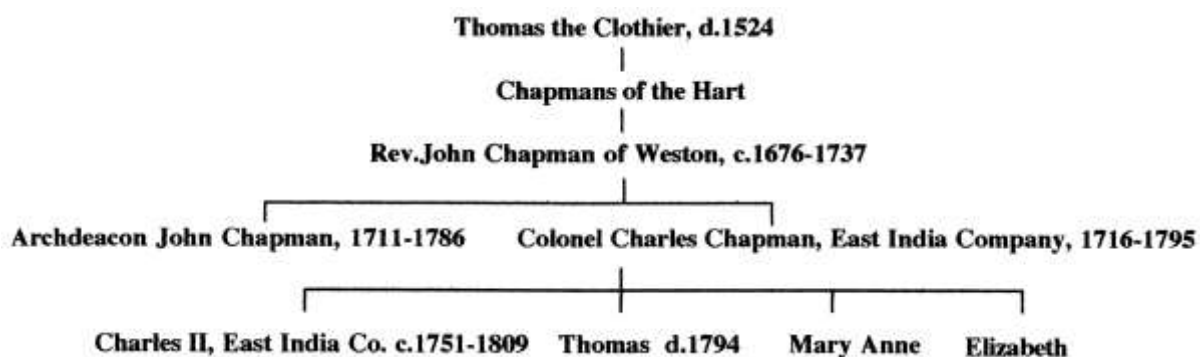 Thomas the Clothier, d.1524
Chapmans of the Hart
Rev.John Chapman of Weston, c.1676-1737
Archdeacon John Chapman, 1711-1786 Colonel Charles Chapman, East India Company, 1716-1795
Charles II, East India Co. c.1751-1809 Thomas d.1794 Mary Anne Elizabeth